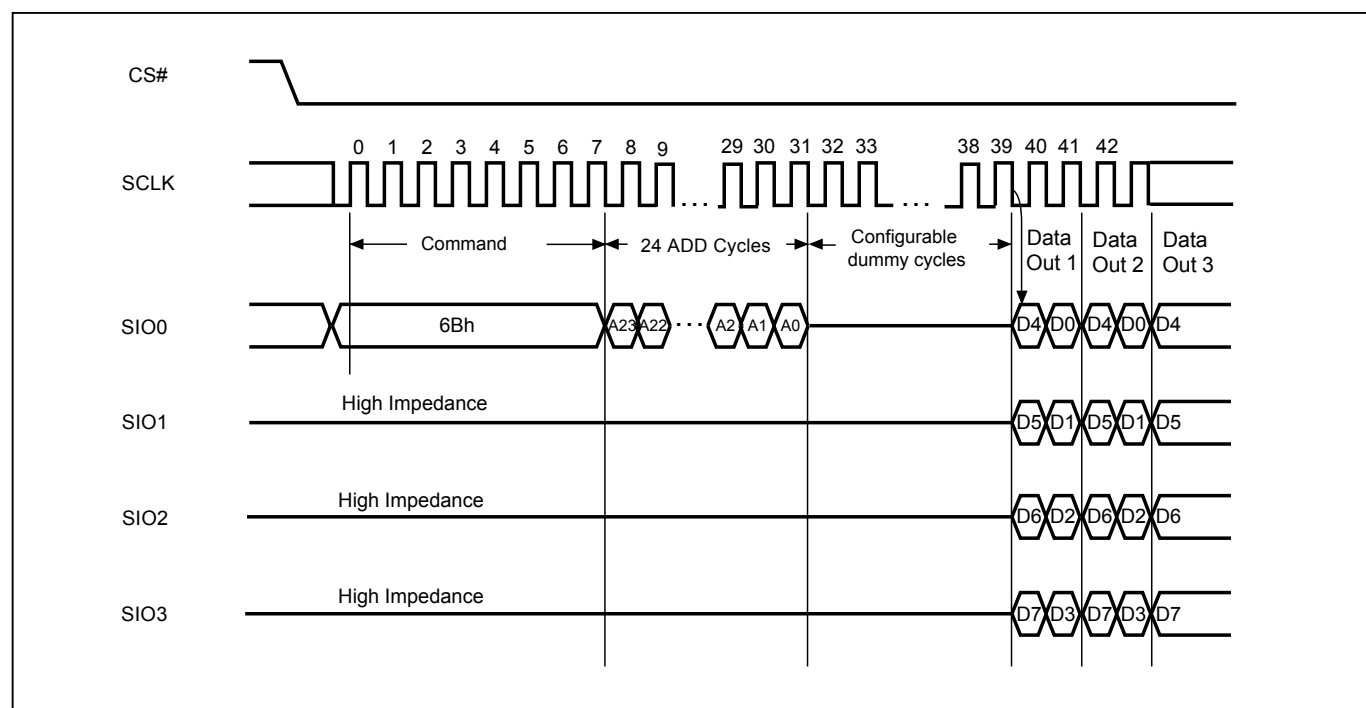 CS#
0 1 2 3 4 5 6 7 8 9 29 30 31 32 33 38 39 40 41 42
SCLK
Command 24 ADD Cycles Configurable dummy cycles Data Out 1 Data Out 2 Data Out 3
SIO0 6Bh A23 A22 ··· A2 A1 A0 D4 D0 D4 D0 D4
High Impedance
SIO1 D5 D1 D5 D1 D5
High Impedance
SIO2 D6 D2 D6 D2 D6
High Impedance
SIO3 D7 D3 D7 D3 D7